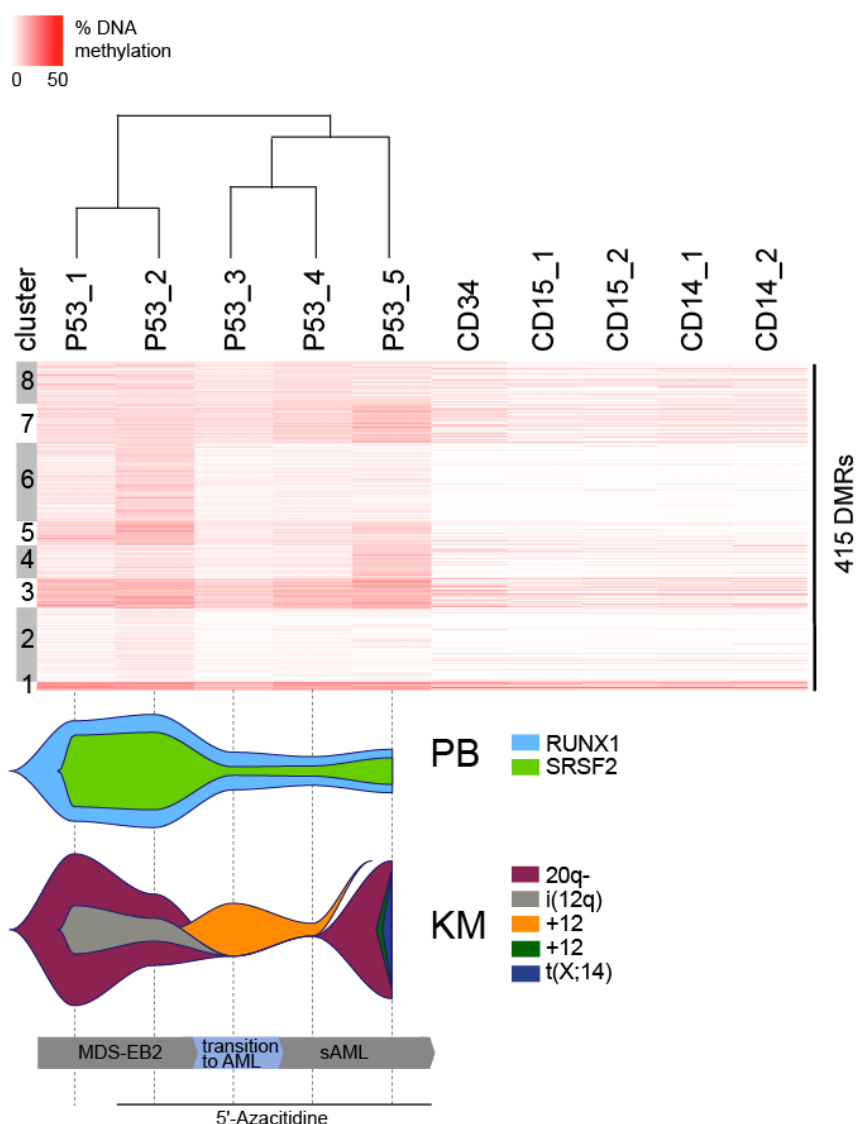 % DNA
methylation
0 50
cluster
P53_1
P53_2
P53_3
P53_4
P53_5
CD34
CD15_1
CD15_2
CD14_1
CD14_2
8
7
6
5
4
3
2
1
415 DMRs
PB
RUNX1
SRSF2
KM
20q-
i(12q)
+12
+12
t(X;14)
MDS-EB2
transition
to AML
sAML
5'-Azacitidine